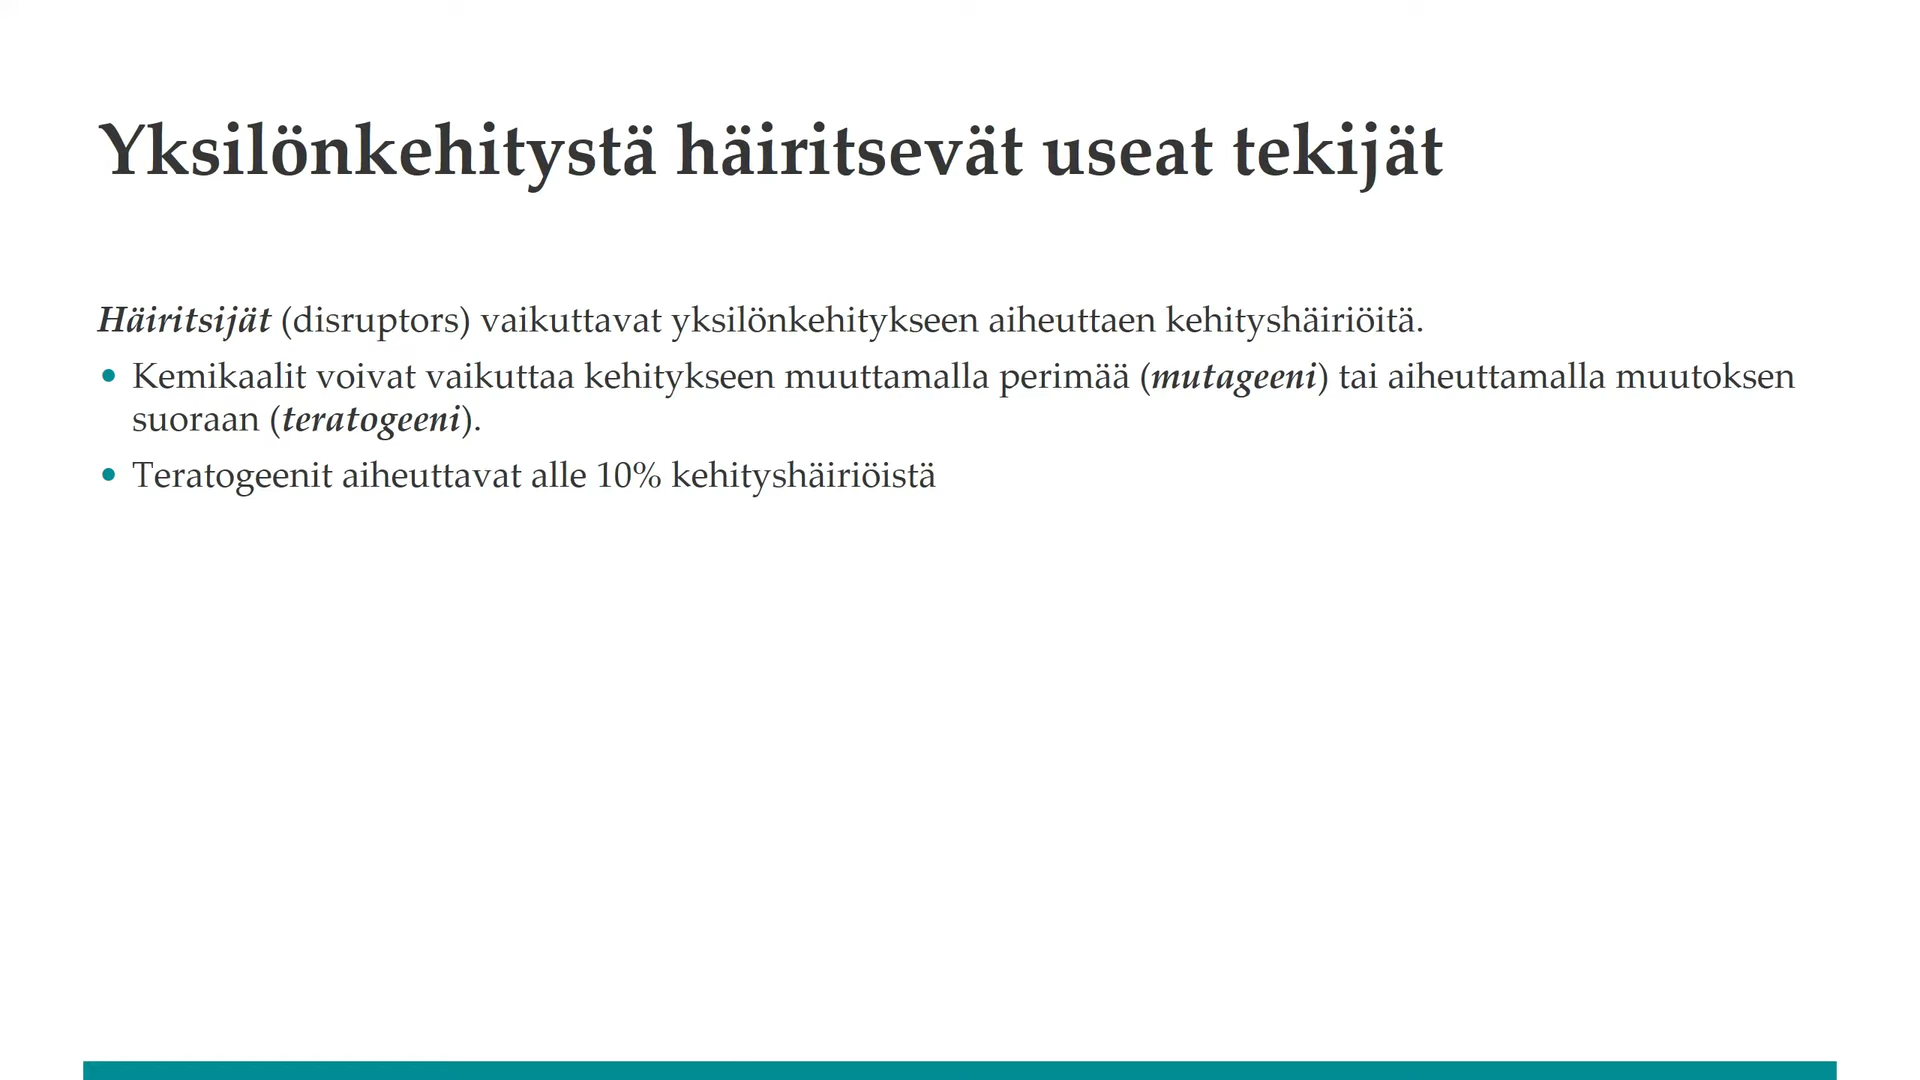 Yksilönkehitystä häiritsevät useat tekijät
Häiritsijät (disruptors) vaikuttavat yksilönkehitykseen aiheuttaen kehityshäiriöitä.
• Kemikaalit voivat vaikuttaa kehitykseen muuttamalla perimää (mutageeni) tai aiheuttamalla muutoksen
suoraan (teratogeeni).
• Teratogeenit aiheuttavat alle 10% kehityshäiriöistä